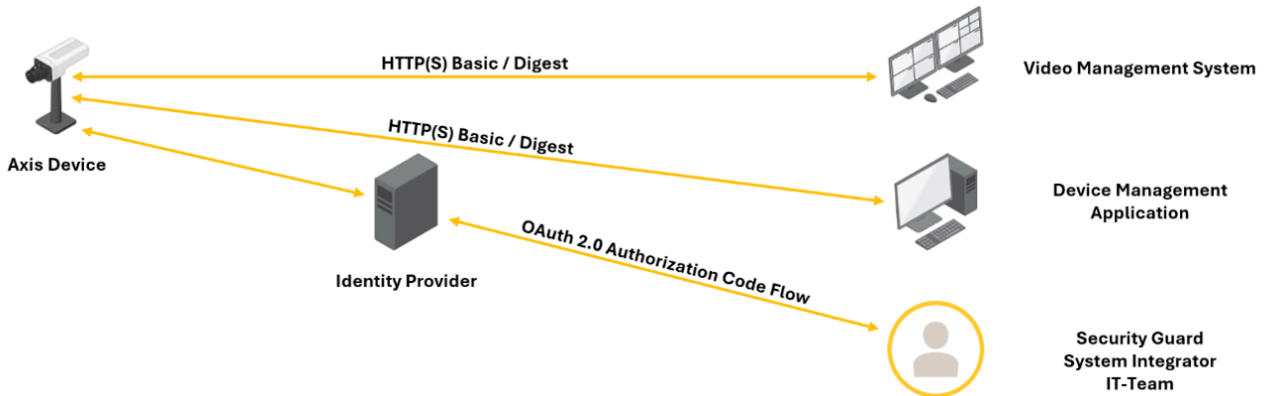 HTTP(S) Basic / Digest
Video Management System
HTTP(S) Basic / Digest
Axis Device
Device Management
Application
OAuth 2.0 Authorization Code Flow
Identity Provider
Security Guard
System Integrator
IT-Team